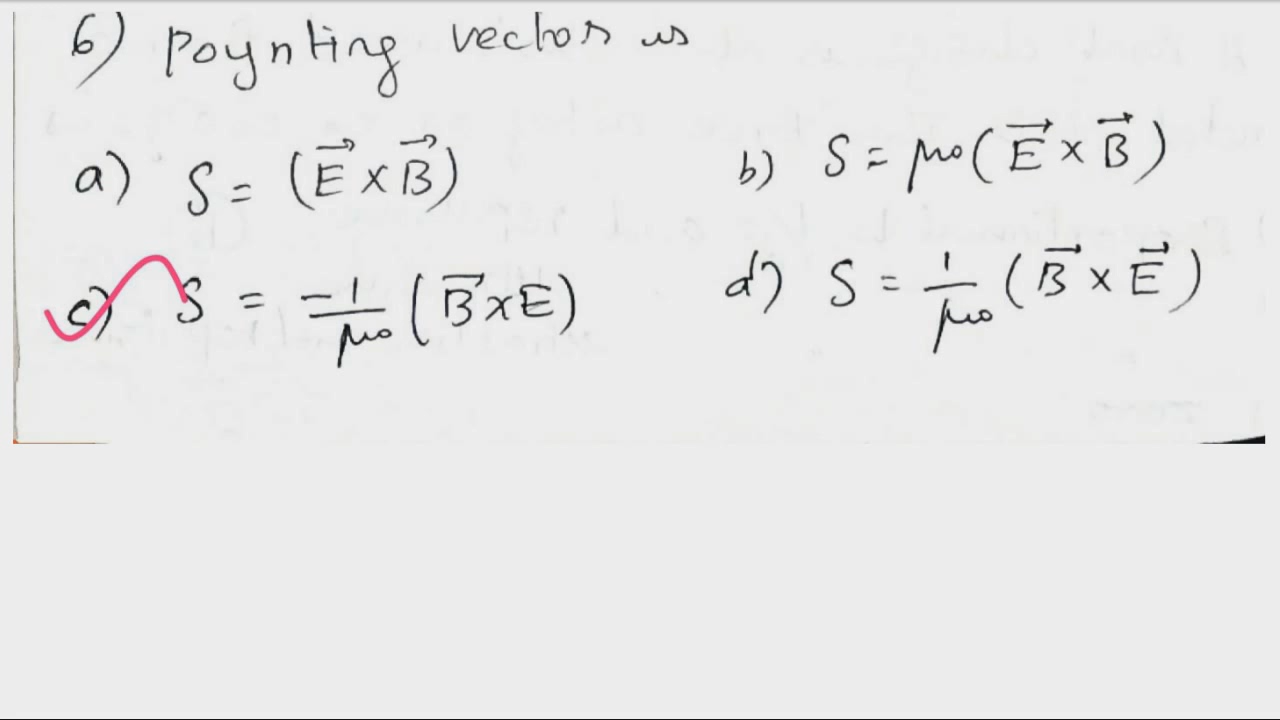 6) Poynting vector is
a) S = (E⃗ × B⃗)  b) S = μ₀(E⃗ × B⃗)
c) S = -1/μ₀ (B⃗ × E)  d) S = 1/μ₀ (B⃗ × E⃗)